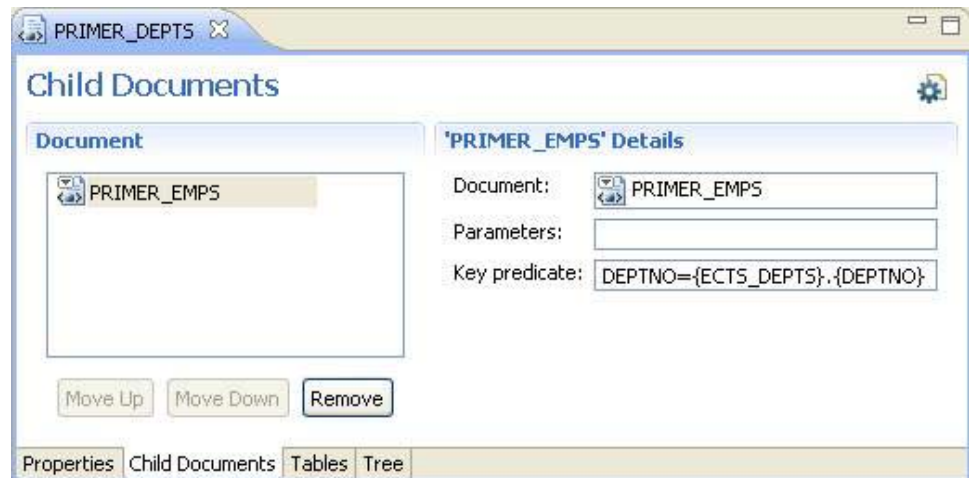 PRIMER_DEPTS
Child Documents
Document
PRIMER_EMPS
Move Up Move Down Remove
'PRIMER_EMPS' Details
Document: PRIMER_EMPS
Parameters:
Key predicate: DEPTNO={ECTS_DEPTS}.{DEPTNO}
Properties Child Documents Tables Tree